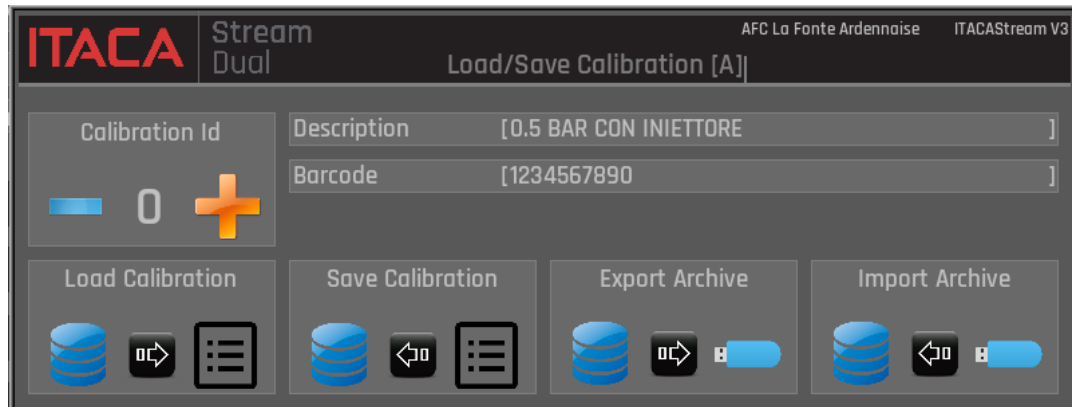 ITACA
Stream
Dual
AFC La Fonte Ardennaise
ITACAStream V3
Load/Save Calibration [A]
Calibration Id
0
Description [0.5 BAR CON INIETTORE ]
Barcode [1234567890 ]
Load Calibration
Save Calibration
Export Archive
Import Archive